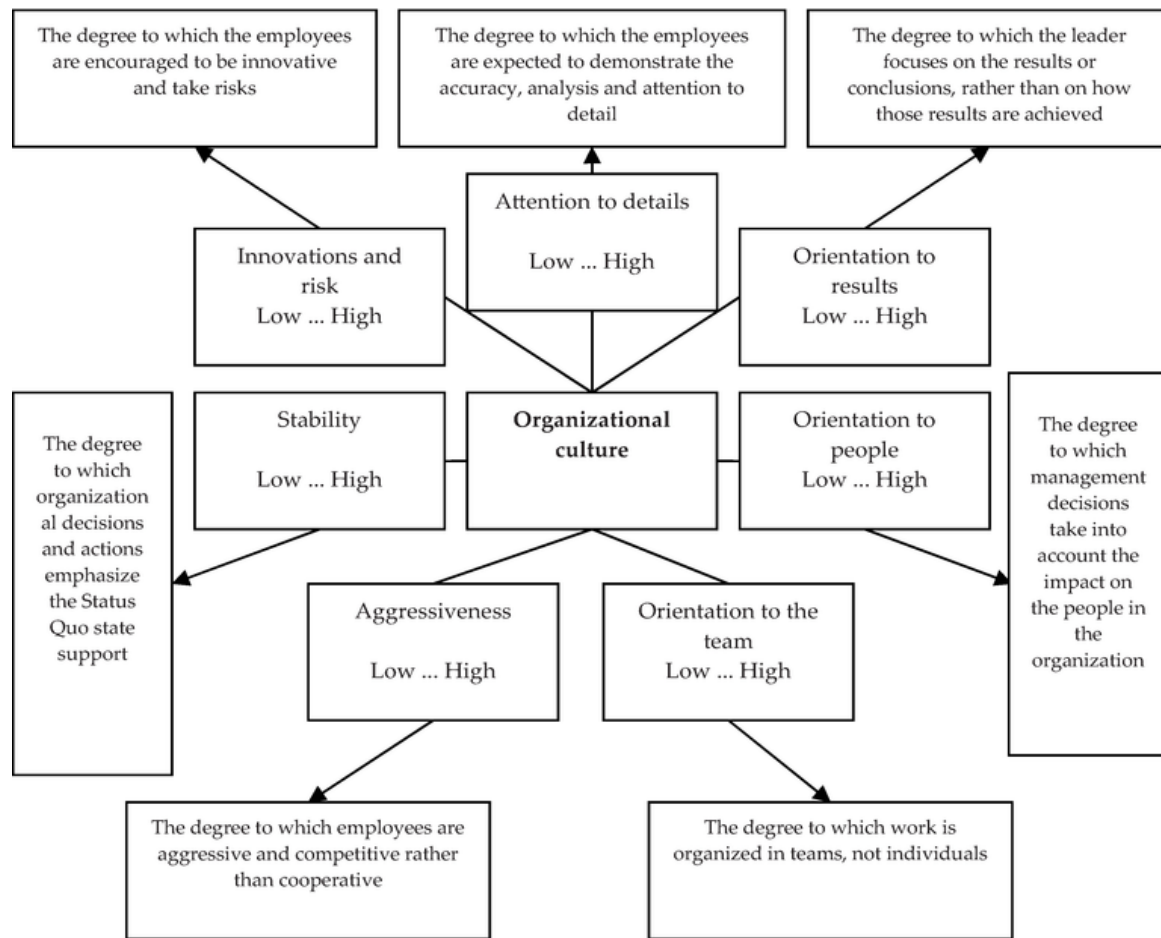 The degree to which the employees
are encouraged to be innovative
and take risks
The degree to which the employees
are expected to demonstrate the
accuracy, analysis and attention to
detail
The degree to which the leader
focuses on the results or
conclusions, rather than on how
those results are achieved
Attention to details
Low ... High
Innovations and
risk
Low ... High
Orientation to
results
Low ... High
The degree
to which
organization
al decisions
and actions
emphasize
the Status
Quo state
support
Stability
Low ... High
Organizational
culture
Orientation to
people
Low ... High
The degree
to which
management
decisions
take into
account the
impact on
the people in
the
organization
Aggressiveness
Low ... High
Orientation to the
team
Low ... High
The degree to which employees are
aggressive and competitive rather
than cooperative
The degree to which work is
organized in teams, not individuals